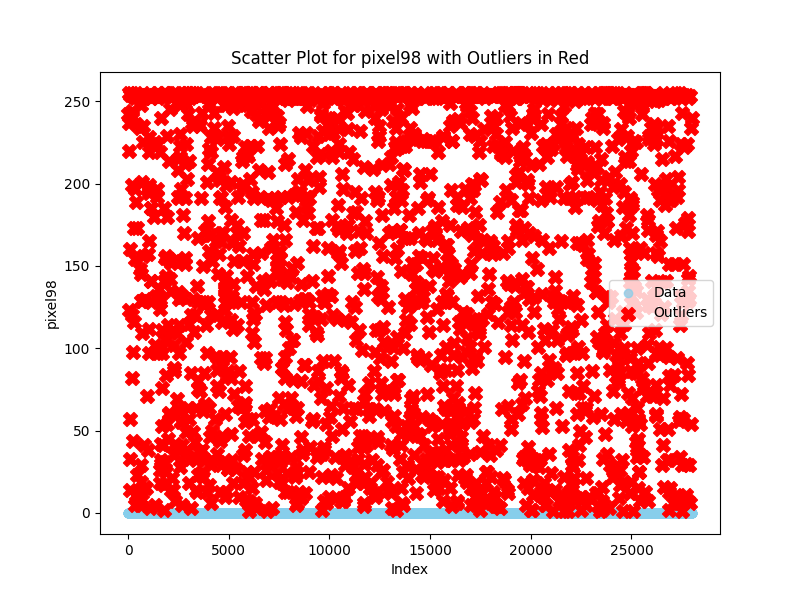 Scatter Plot for pixel98 with Outliers in Red
250
200
150
100
50
0
pixel98
Data
Outliers
0 5000 10000 15000 20000 25000
Index